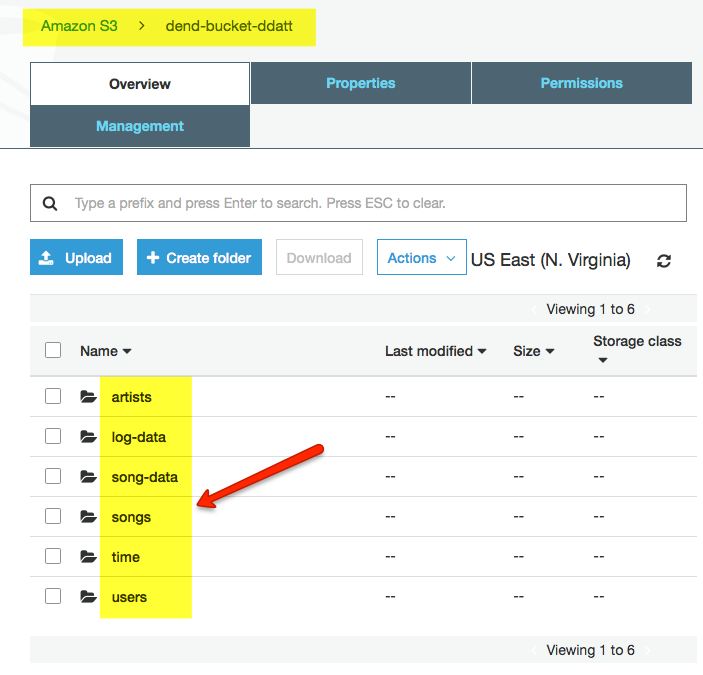 Amazon S3 > dend-bucket-ddatt
Overview Properties Permissions
Management
Type a prefix and press Enter to search. Press ESC to clear.
Upload Create folder Download Actions US East (N. Virginia)
Viewing 1 to 6
Name Last modified Size Storage class
artists -- -- --
log-data -- -- --
song-data -- -- --
songs -- -- --
time -- -- --
users -- -- --
Viewing 1 to 6